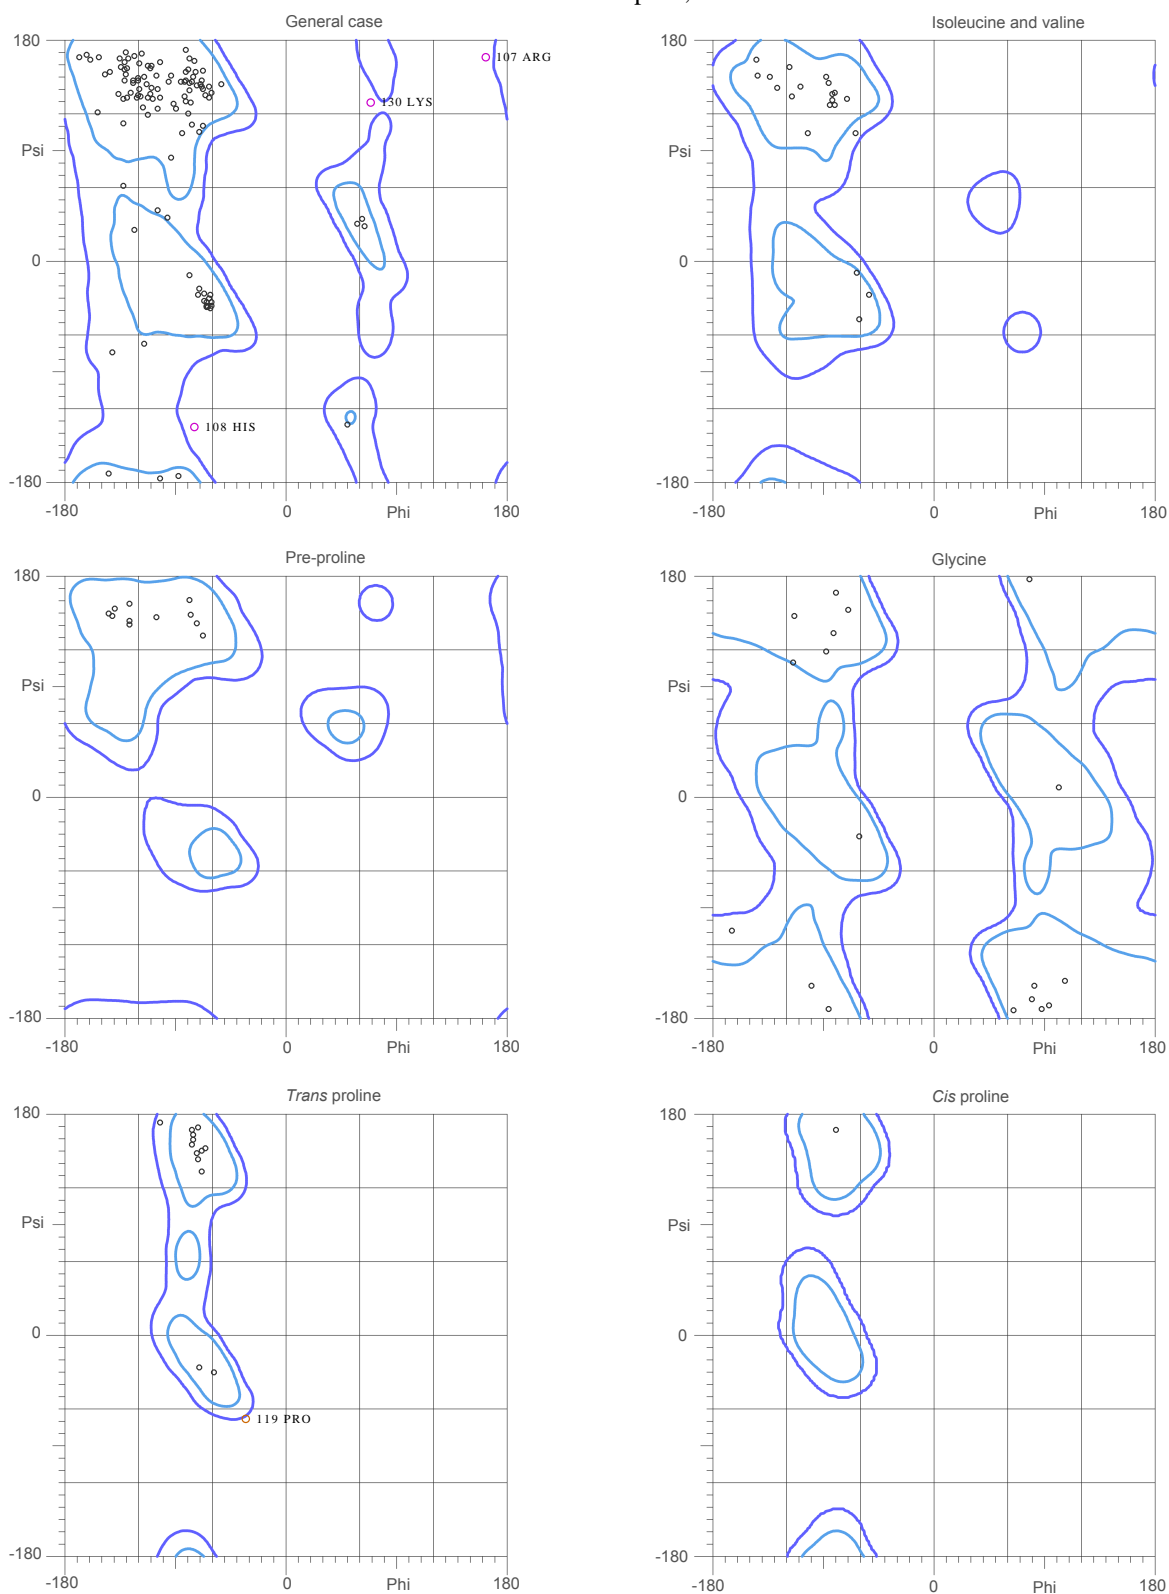 General case
180
Psi
0
-180
-180
0
Phi
180
107 ARG
130 LYS
108 HIS
Isoleucine and valine
180
Psi
0
-180
-180
0
Phi
180
Pre-proline
180
Psi
0
-180
-180
0
Phi
180
Glycine
180
Psi
0
-180
-180
0
Phi
180
Trans proline
180
Psi
0
-180
-180
0
Phi
180
119 PRO
Cis proline
180
Psi
0
-180
-180
0
Phi
180